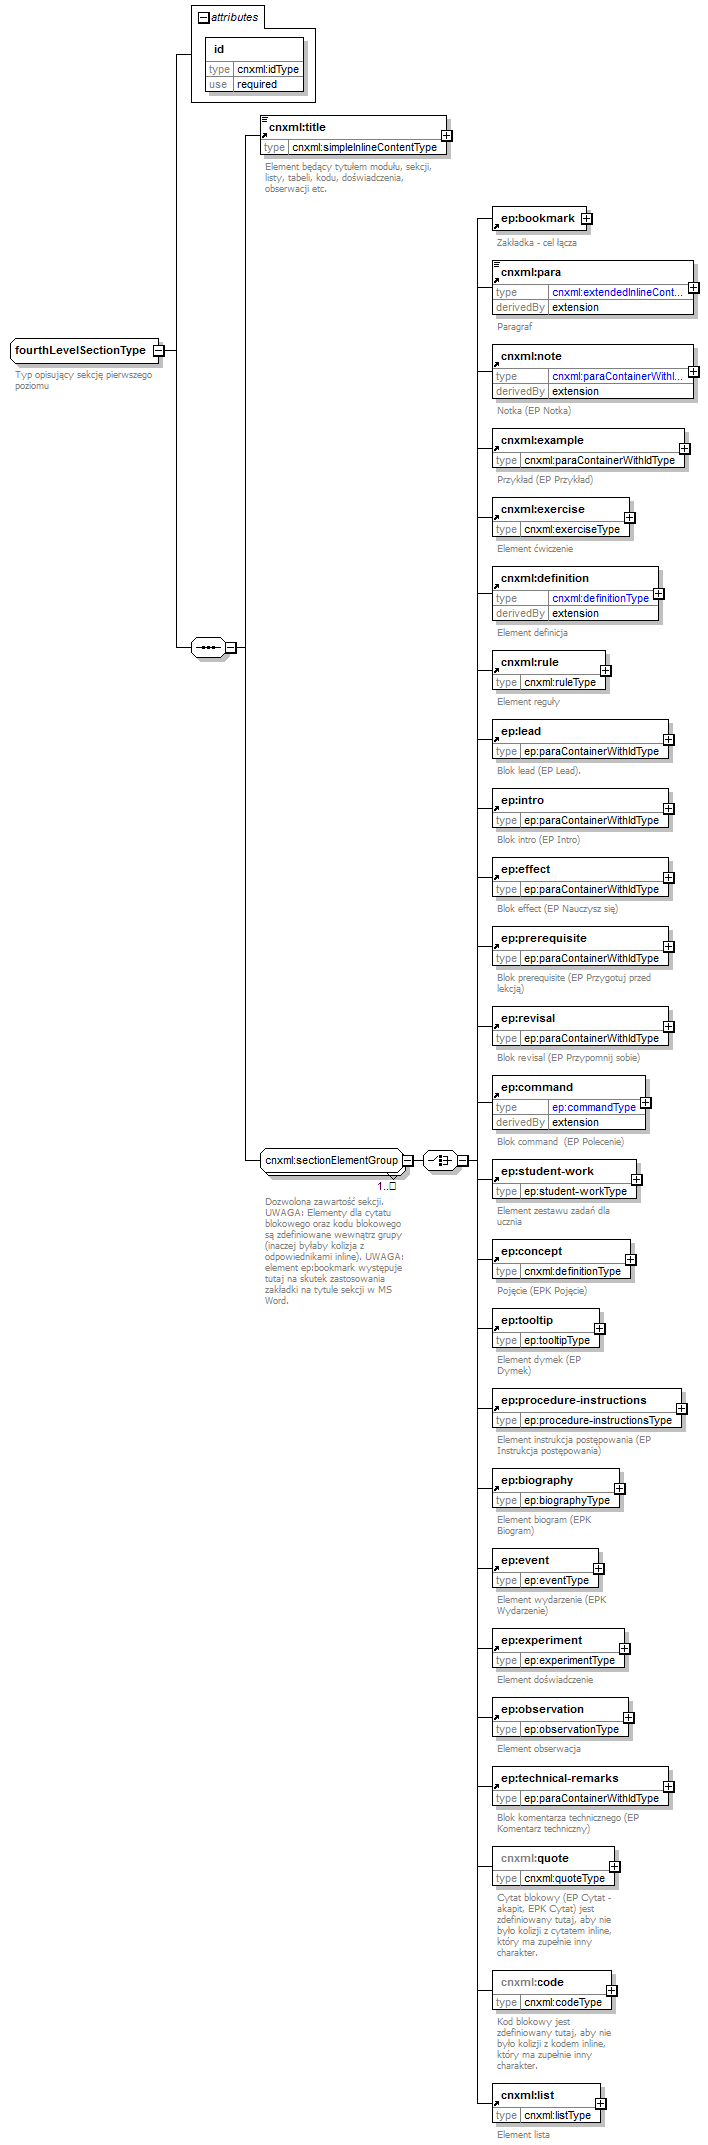 attributes
id
type cnxml:idType
use required
cnxml:title
type cnxml:simpleInlineContentType
Element będący tytułem modułu, sekcji,
listy, tabeli, kodu, doświadczenia,
obserwacji etc.
fourthLevelSectionType
Typ opisujący sekcję pierwszego
poziomu
cnxml:sectionElementGroup
1..
Dozwolona zawartość sekcji.
UWAGA: Elementy dla cytatu
blokowego oraz kodu blokowego
są zdefiniowane wewnątrz grupy
(inaczej byłaby kolizja z
odpowiednikami inline). UWAGA:
element ep:bookmark występuje
tutaj na skutek zastosowania
zakładki na tytule sekcji w MS
Word.
ep:bookmark
Zakładka - cel łącza
cnxml:para
type cnxml:extendedInlineCont...
derivedBy extension
Paragraf
cnxml:note
type cnxml:paraContainerWithI...
derivedBy extension
Notka (EP Notka)
cnxml:example
type cnxml:paraContainerWithIdType
Przykład (EP Przykład)
cnxml:exercise
type cnxml:exerciseType
Element ćwiczenie
cnxml:definition
type cnxml:definitionType
derivedBy extension
Element definicja
cnxml:rule
type cnxml:ruleType
Element reguły
ep:lead
type ep:paraContainerWithIdType
Blok lead (EP Lead).
ep:intro
type ep:paraContainerWithIdType
Blok intro (EP Intro)
ep:effect
type ep:paraContainerWithIdType
Blok effect (EP Nauczysz się)
ep:prerequisite
type ep:paraContainerWithIdType
Blok prerequisite (EP Przygotuj przed
lekcją)
ep:revisal
type ep:paraContainerWithIdType
Blok revisal (EP Przypomnij sobie)
ep:command
type ep:commandType
derivedBy extension
Blok command (EP Polecenie)
ep:student-work
type ep:student-workType
Element zestawu zadań dla
ucznia
ep:concept
type cnxml:definitionType
Pojęcie (EPK Pojęcie)
ep:tooltip
type ep:tooltipType
Element dymek (EP
Dymek)
ep:procedure-instructions
type ep:procedure-instructionsType
Element instrukcja postępowania (EP
Instrukcja postępowania)
ep:biography
type ep:biographyType
Element biogram (EPK
Biogram)
ep:event
type ep:eventType
Element wydarzenie (EPK
Wydarzenie)
ep:experiment
type ep:experimentType
Element doświadczenie
ep:observation
type ep:observationType
Element obserwacja
ep:technical-remarks
type ep:paraContainerWithIdType
Blok komentarza technicznego (EP
Komentarz techniczny)
cnxml:quote
type cnxml:quoteType
Cytat blokowy (EP Cytat -
akapit, EPK Cytat) jest
zdefiniowany tutaj, aby nie
było kolizji z cytatem inline,
który ma zupełnie inny
charakter.
cnxml:code
type cnxml:codeType
Kod blokowy jest
zdefiniowany tutaj, aby nie
było kolizji z kodem inline,
który ma zupełnie inny
charakter.
cnxml:list
type cnxml:listType
Element lista